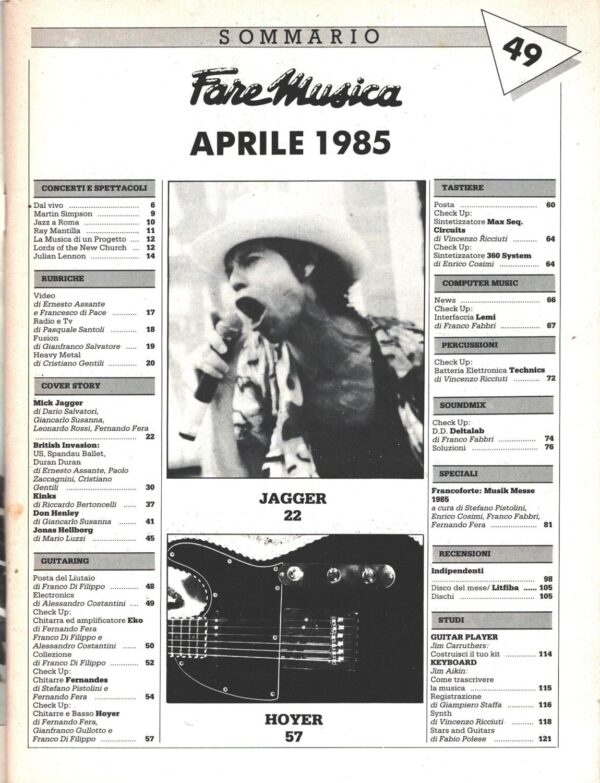 SOMMARIO
49
Fare Musica
APRILE 1985
CONCERTI E SPETTACOLI
Dal vivo ........................ 6
Martin Simpson ............ 9
Jazz a Roma .................. 10
Ray Mantilla .................. 11
La Musica di un Progetto .... 12
Lords of the New Church ... 12
Julian Lennon ................ 14
RUBRICHE
Video
di Ernesto Assante
e Francesco di Pace .......... 17
Radio e Tv
di Pasquale Santoli .......... 18
Fusion
di Gianfranco Salvatore .... 19
Heavy Metal
di Cristiano Gentili .......... 20
COVER STORY
Mick Jagger
di Dario Salvatori,
Giancarlo Susanna,
Leonardo Rossi, Fernando Fera
........................ 22
British Invasion:
US, Spandau Ballet,
Duran Duran
di Ernesto Assante, Paolo
Zaccagnini, Cristiano
Gentili ........................ 30
Kinks
di Riccardo Bertoncelli ..... 37
Don Henley
di Giancarlo Susanna ....... 41
Jonas Hellborg
di Mario Luzzi ................ 45
GUITARING
Posta del Liutaio
di Franco Di Filippo ......... 48
Electronics
di Alessandro Costantini .... 49
Check Up:
Chitarra ed amplificatore Eko
di Fernando Fera
Franco Di Filippo e
Alessandro Costantini ...... 50
Collezione
di Franco Di Filippo ......... 52
Check Up:
Chitarre Fernandes
di Stefano Pistolini e
Fernando Fera ................ 54
Check Up:
Chitarre e Basso Hoyer
di Fernando Fera,
Gianfranco Gullotto e
Franco Di Filippo ............ 57
JAGGER
22
HOYER
57
TASTIERE
Posta ........................ 60
Check Up:
Sintetizzatore Max Seq.
Circuits
di Vincenzo Ricciuti .......... 64
Check Up:
Sintetizzatore 360 System
di Enrico Cosimi .............. 64
COMPUTER MUSIC
News ........................ 66
Check Up:
Interfaccia Lemi
di Franco Fabbri .............. 67
PERCUSSIONI
Check Up:
Batteria Elettronica Technics
di Vincenzo Ricciuti .......... 72
SOUNDMIX
Check Up:
D.D. Deltalab
di Franco Fabbri .............. 74
Soluzioni ...................... 76
SPECIALI
Francoforte: Musik Messe
1985
a cura di Stefano Pistolini,
Enrico Cosimi, Franco Fabbri,
Fernando Fera ................ 81
RECENSIONI
Indipendenti
........................ 98
Disco del mese/ Litfiba ..... 105
Dischi ........................ 105
STUDI
GUITAR PLAYER
Jim Carruthers:
Costruisci il tuo kit .......... 114
KEYBOARD
Jim Aikin:
Come trascrivere
la musica ...................... 115
Registrazione
di Giampiero Staffa .......... 116
Synth
di Vincenzo Ricciuti .......... 118
Stars and Guitars
di Fabio Polese ................ 121